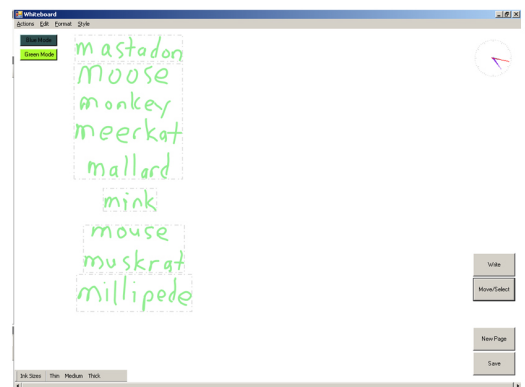 Whiteboard
Actions Edit Format Style
Blue Mode
Green Mode
mastadon
moose
monkey
meerkat
mallard
mink
mouse
muskrat
millipede
Write
Move/Select
New Page
Save
Ink Sizes Thin Medium Thick